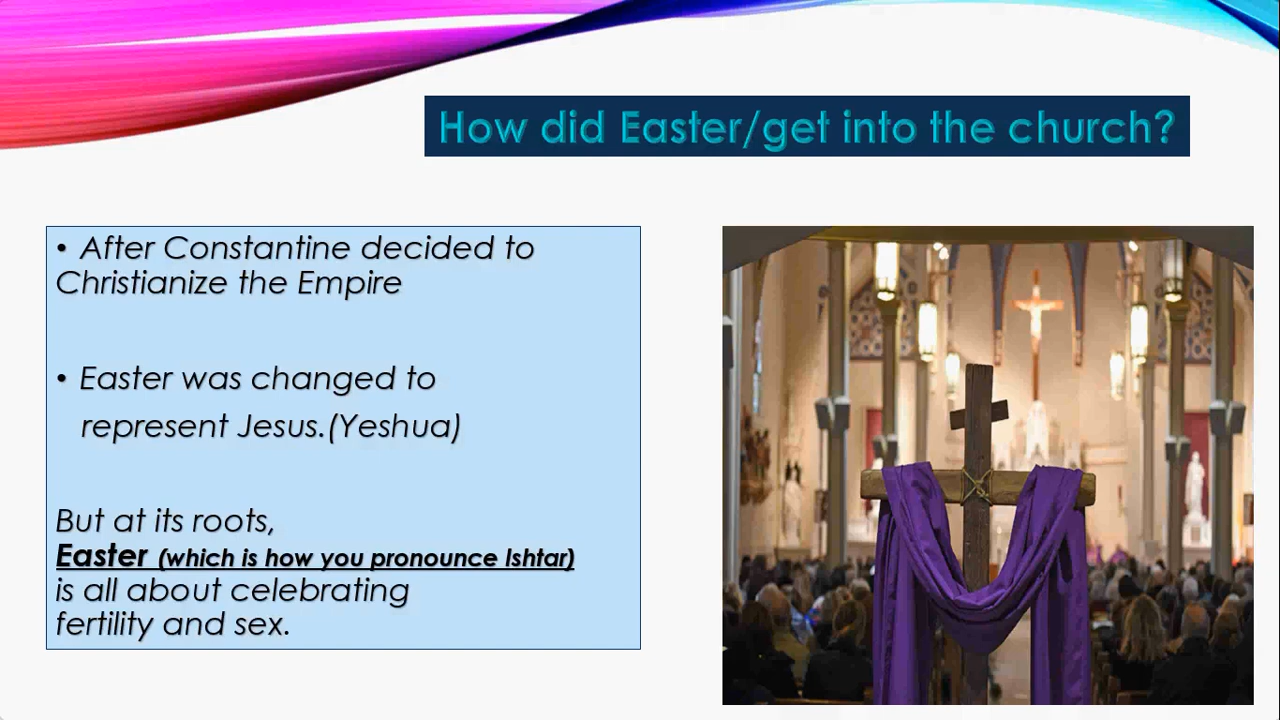 How did Easter/get into the church?
• After Constantine decided to
Christianize the Empire
• Easter was changed to
represent Jesus.(Yeshua)
But at its roots,
Easter (which is how you pronounce Ishtar)
is all about celebrating
fertility and sex.